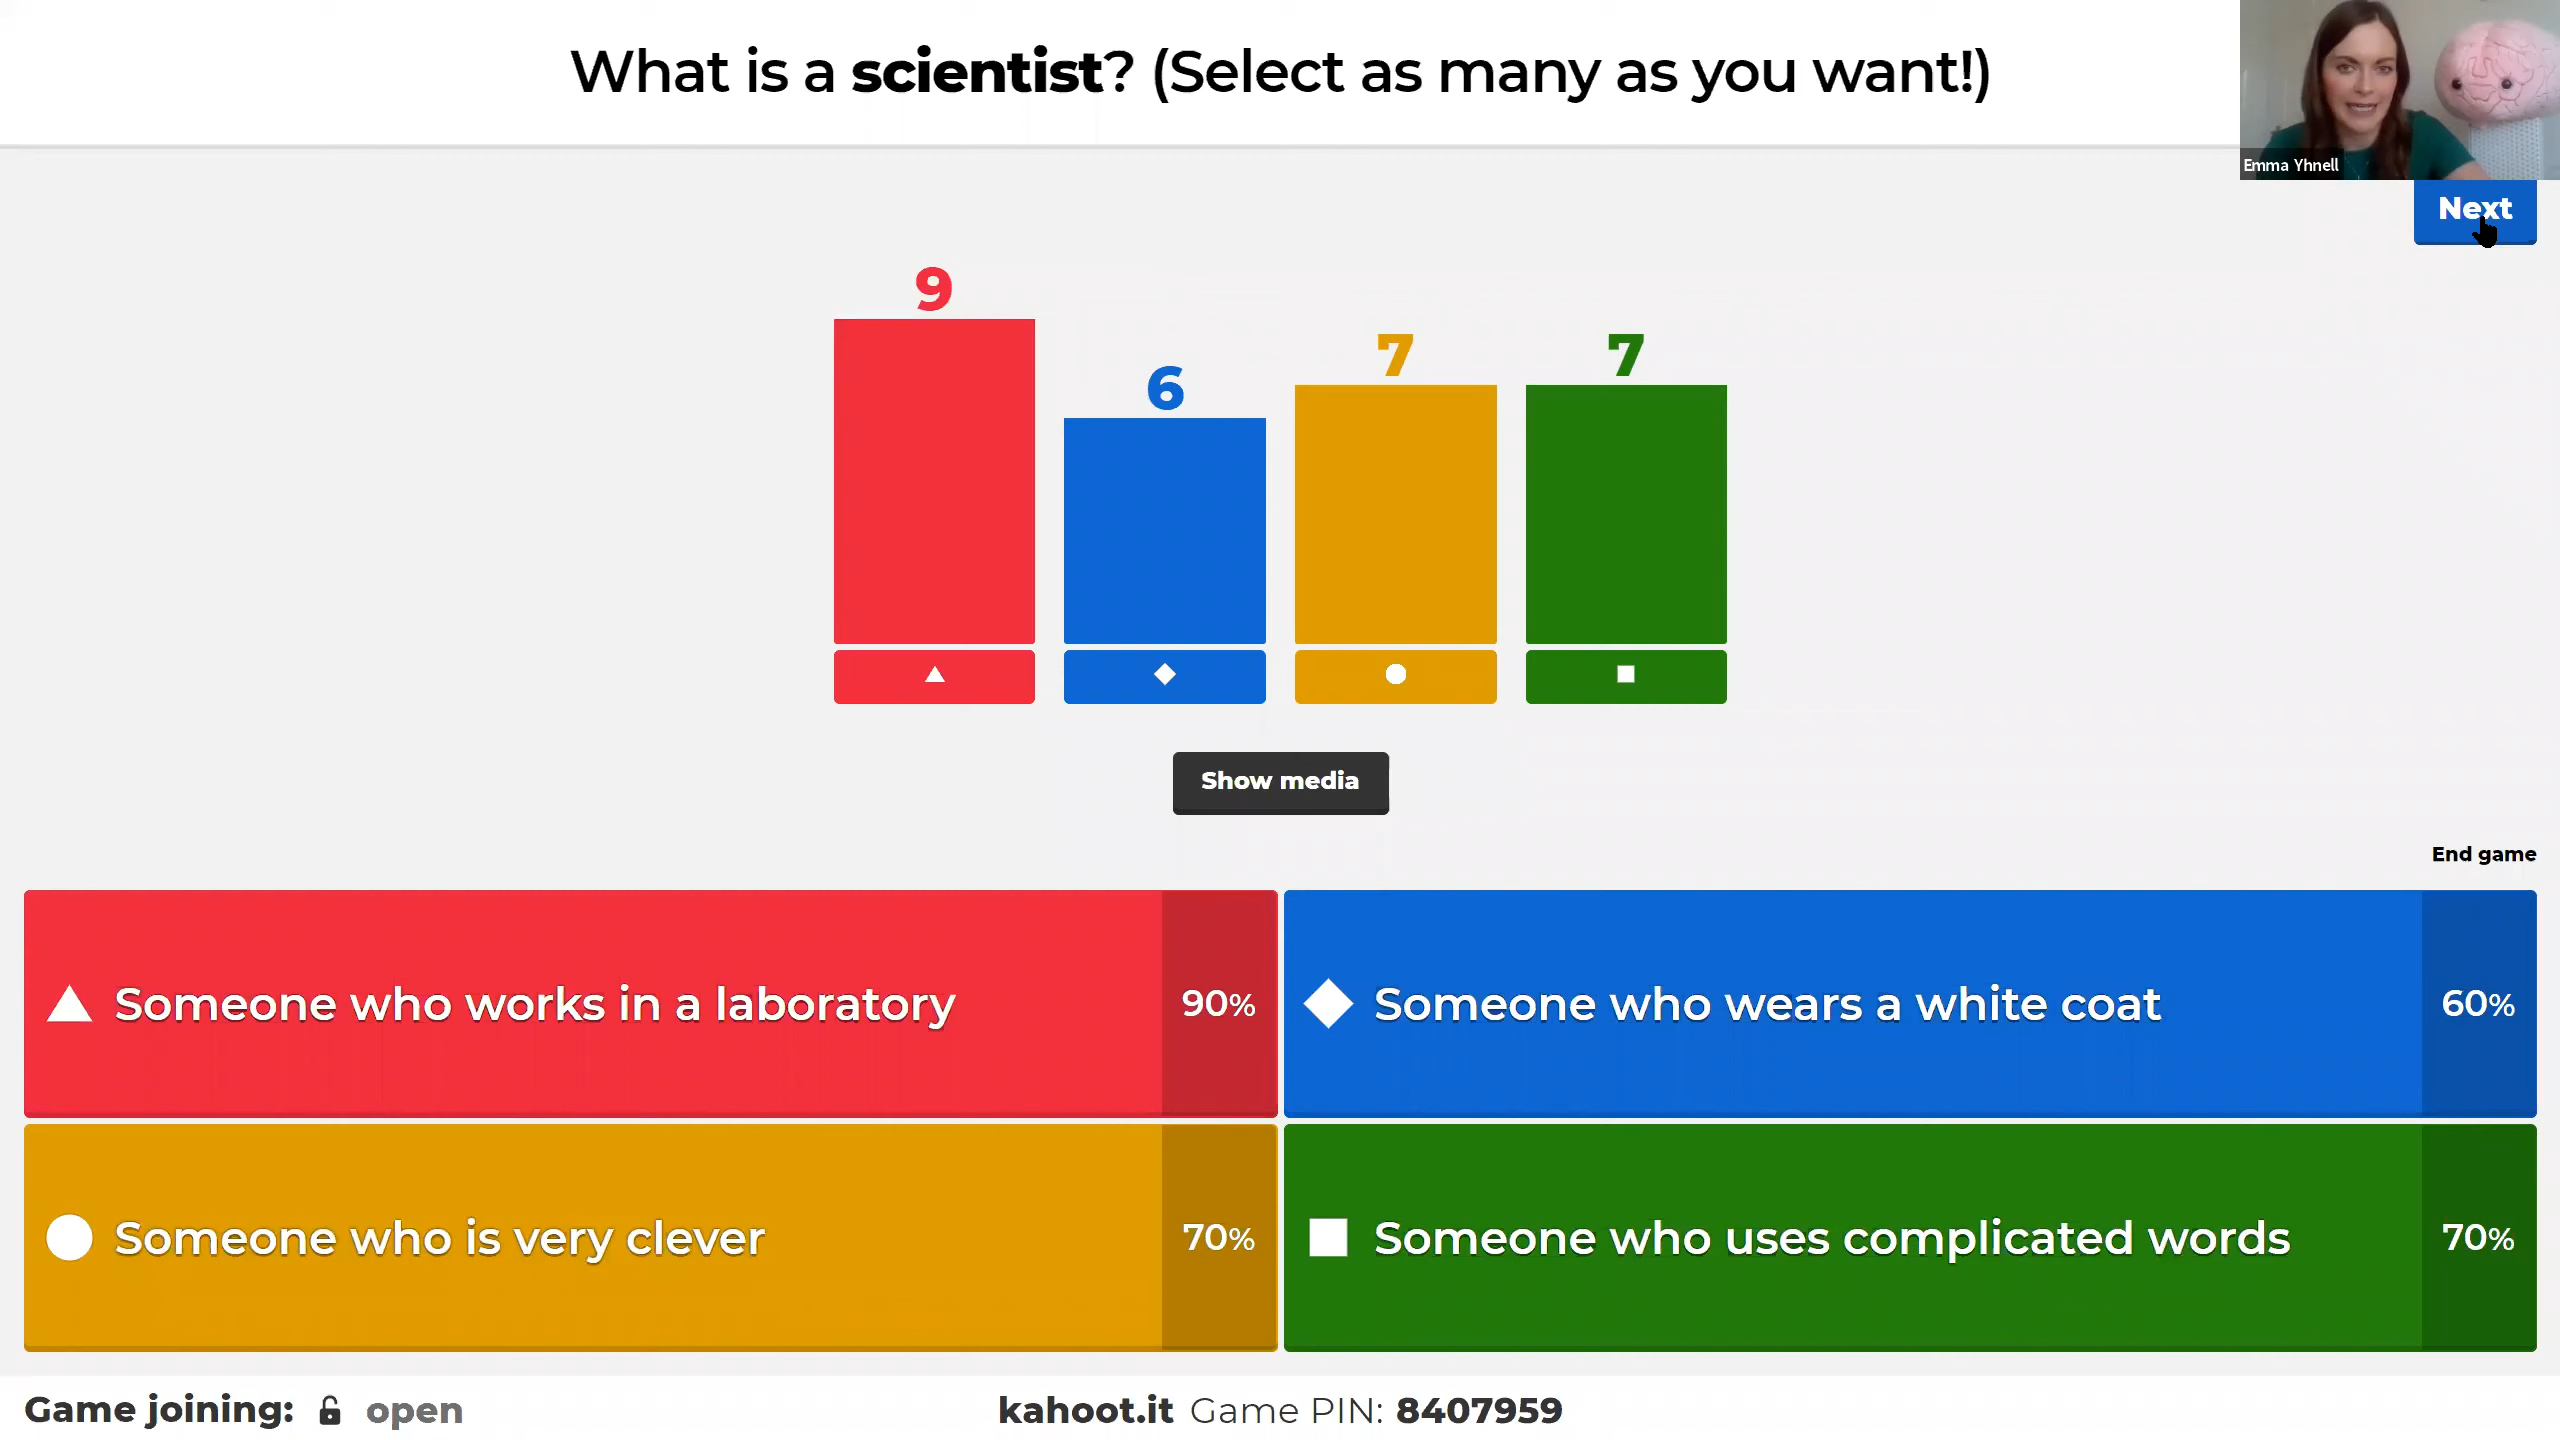 What is a scientist? (Select as many as you want!)
Emma Yhnell
Next
9
6
7
7
Show media
End game
Someone who works in a laboratory 90%
Someone who wears a white coat 60%
Someone who is very clever 70%
Someone who uses complicated words 70%
Game joining: open
kahoot.it Game PIN: 8407959